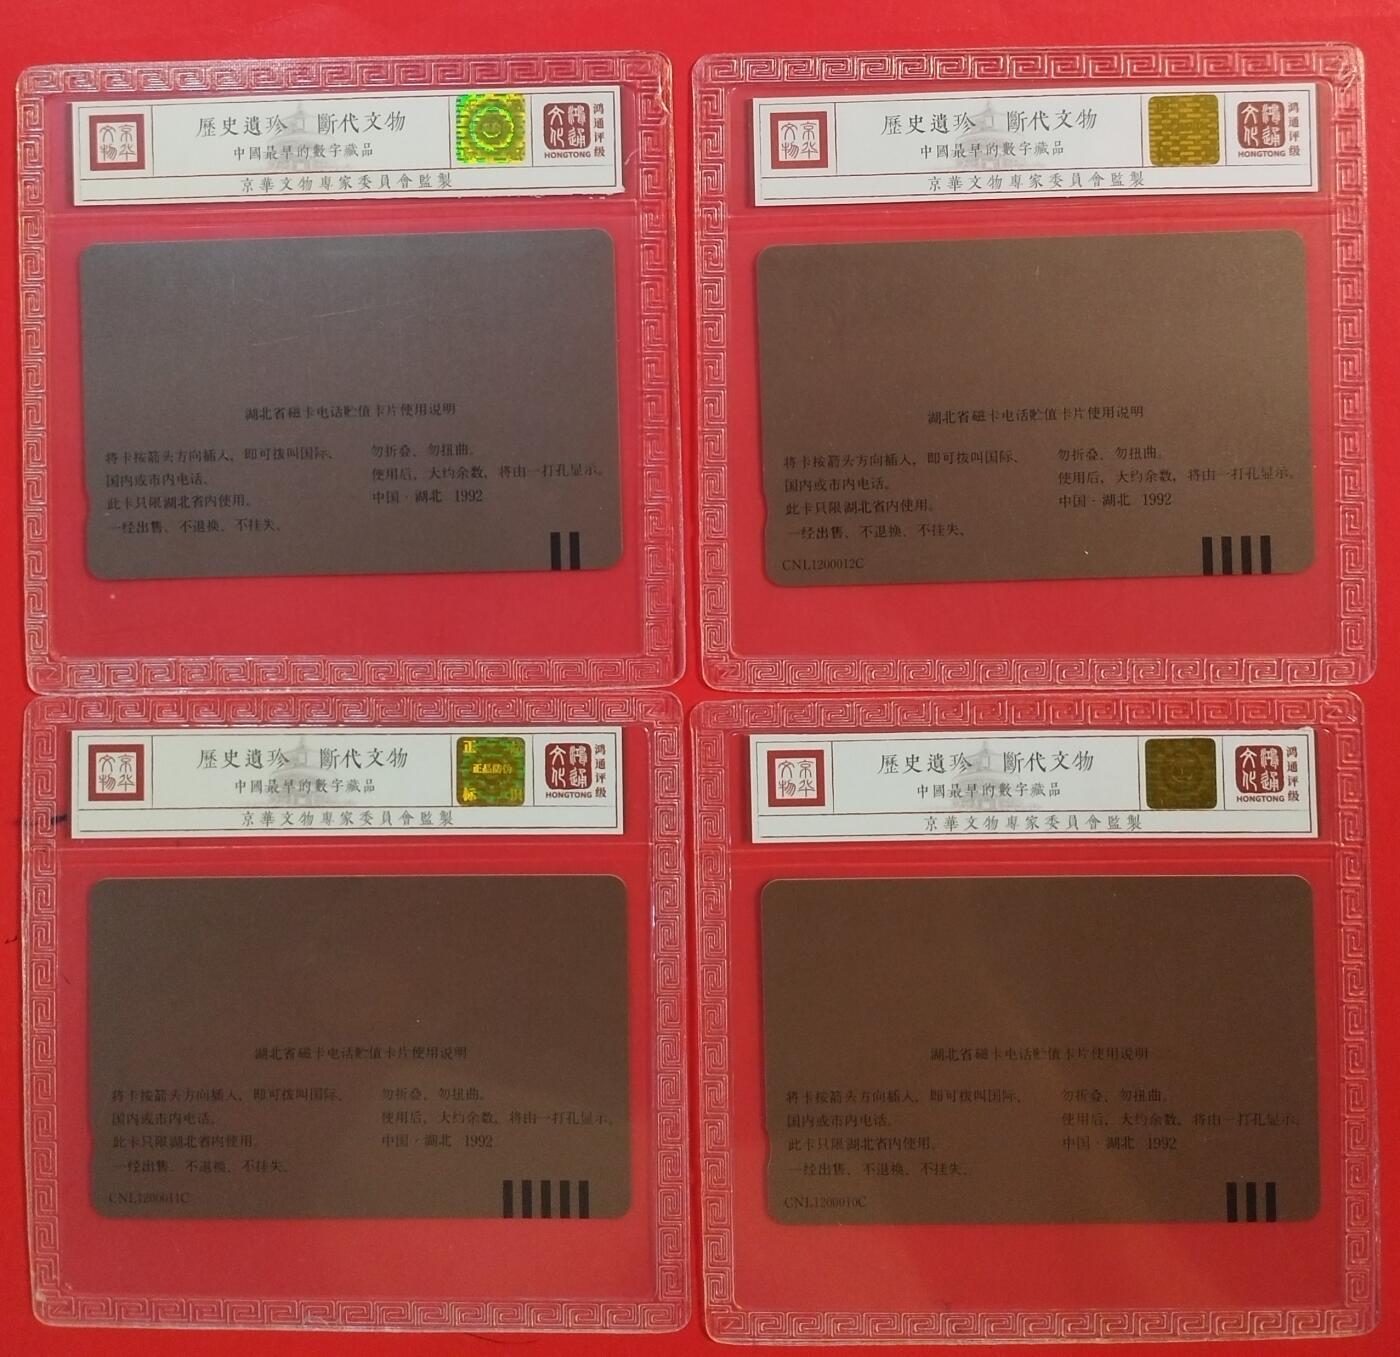 京华文物
歷史遺珍 斷代文物
中國最早的數字藏品
京華文物專家委員會監製
鸿通文化
HONGTONG
鸿通评级
湖北省磁卡电话贮值卡片使用说明
将卡按箭头方向插入，即可拨叫国际、
国内或市内电话。
此卡只限湖北省内使用。
一经出售、不退换、不挂失。
勿折叠、勿扭曲。
使用后，大约余数，将由一打孔显示。
中国·湖北 1992
京华文物
歷史遺珍 斷代文物
中國最早的數字藏品
京華文物專家委員會監製
鸿通文化
HONGTONG
鸿通评级
湖北省磁卡电话贮值卡片使用说明
将卡按箭头方向插入，即可拨叫国际、
国内或市内电话。
此卡只限湖北省内使用。
一经出售、不退换、不挂失。
勿折叠、勿扭曲。
使用后，大约余数，将由一打孔显示。
中国·湖北 1992
CNL1200012C
京华文物
歷史遺珍 斷代文物
中國最早的數字藏品
京華文物專家委員會監製
正
正品防伪
标
鸿通文化
HONGTONG
鸿通评级
湖北省磁卡电话贮值卡片使用说明
将卡按箭头方向插入，即可拨叫国际、
国内或市内电话。
此卡只限湖北省内使用。
一经出售、不退换、不挂失。
勿折叠、勿扭曲。
使用后，大约余数，将由一打孔显示。
中国·湖北 1992
CNL1200011C
京华文物
歷史遺珍 斷代文物
中國最早的數字藏品
京華文物專家委員會監製
鸿通文化
HONGTONG
鸿通评级
湖北省磁卡电话贮值卡片使用说明
将卡按箭头方向插入，即可拨叫国际、
国内或市内电话。
此卡只限湖北省内使用。
一经出售、不退换、不挂失。
勿折叠、勿扭曲。
使用后，大约余数，将由一打孔显示。
中国·湖北 1992
CNL1200010C